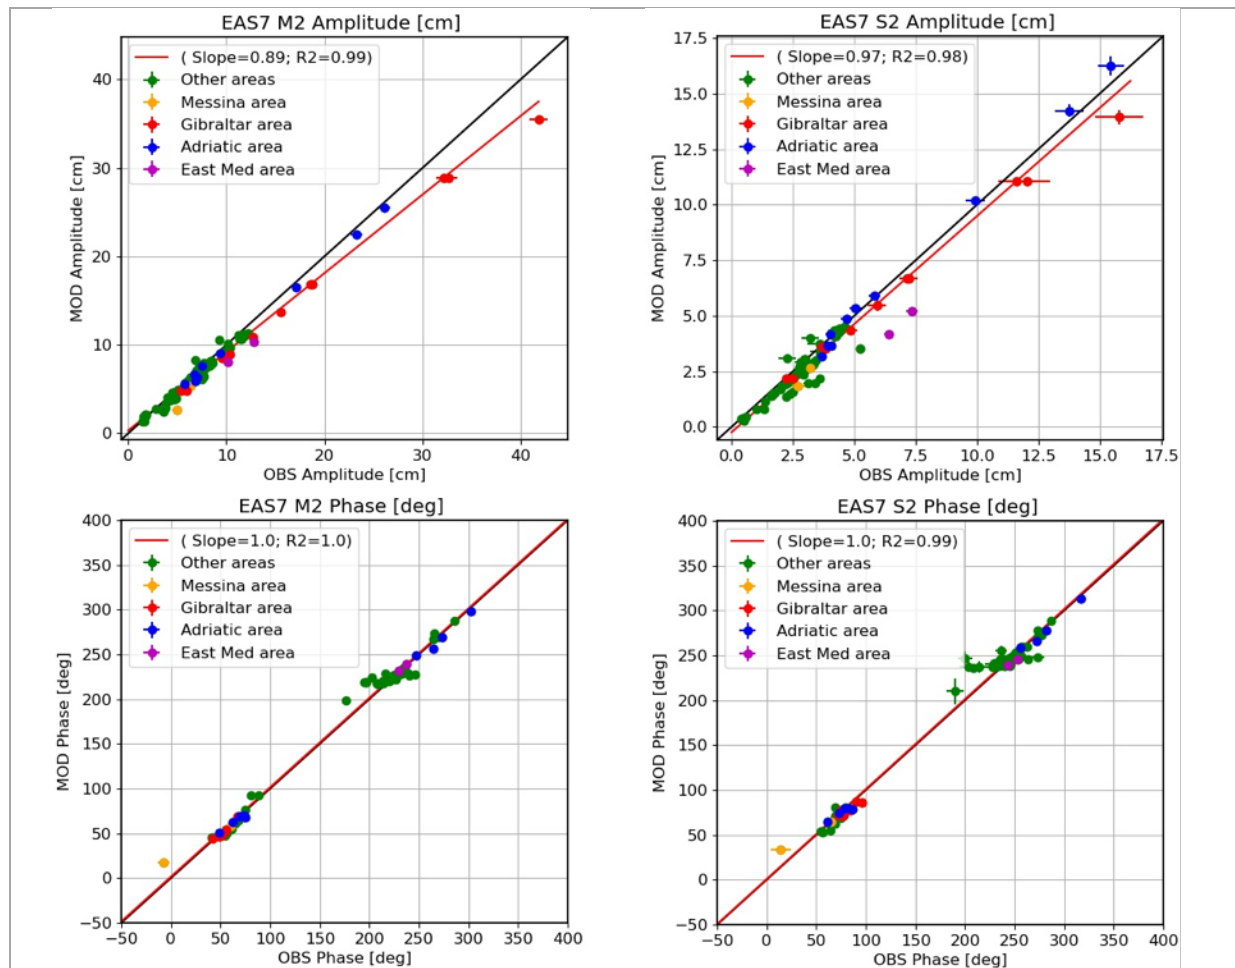 EAS7 M2 Amplitude [cm]
( Slope=0.89; R2=0.99)
Other areas
Messina area
Gibraltar area
Adriatic area
East Med area
MOD Amplitude [cm]
40
30
20
10
0
0 10 20 30 40
OBS Amplitude [cm]
EAS7 S2 Amplitude [cm]
( Slope=0.97; R2=0.98)
Other areas
Messina area
Gibraltar area
Adriatic area
East Med area
MOD Amplitude [cm]
17.5
15.0
12.5
10.0
7.5
5.0
2.5
0.0
0.0 2.5 5.0 7.5 10.0 12.5 15.0 17.5
OBS Amplitude [cm]
EAS7 M2 Phase [deg]
( Slope=1.0; R2=1.0)
Other areas
Messina area
Gibraltar area
Adriatic area
East Med area
MOD Phase [deg]
400
350
300
250
200
150
100
50
0
−50
−50 0 50 100 150 200 250 300 350 400
OBS Phase [deg]
EAS7 S2 Phase [deg]
( Slope=1.0; R2=0.99)
Other areas
Messina area
Gibraltar area
Adriatic area
East Med area
MOD Phase [deg]
400
350
300
250
200
150
100
50
0
−50
−50 0 50 100 150 200 250 300 350 400
OBS Phase [deg]